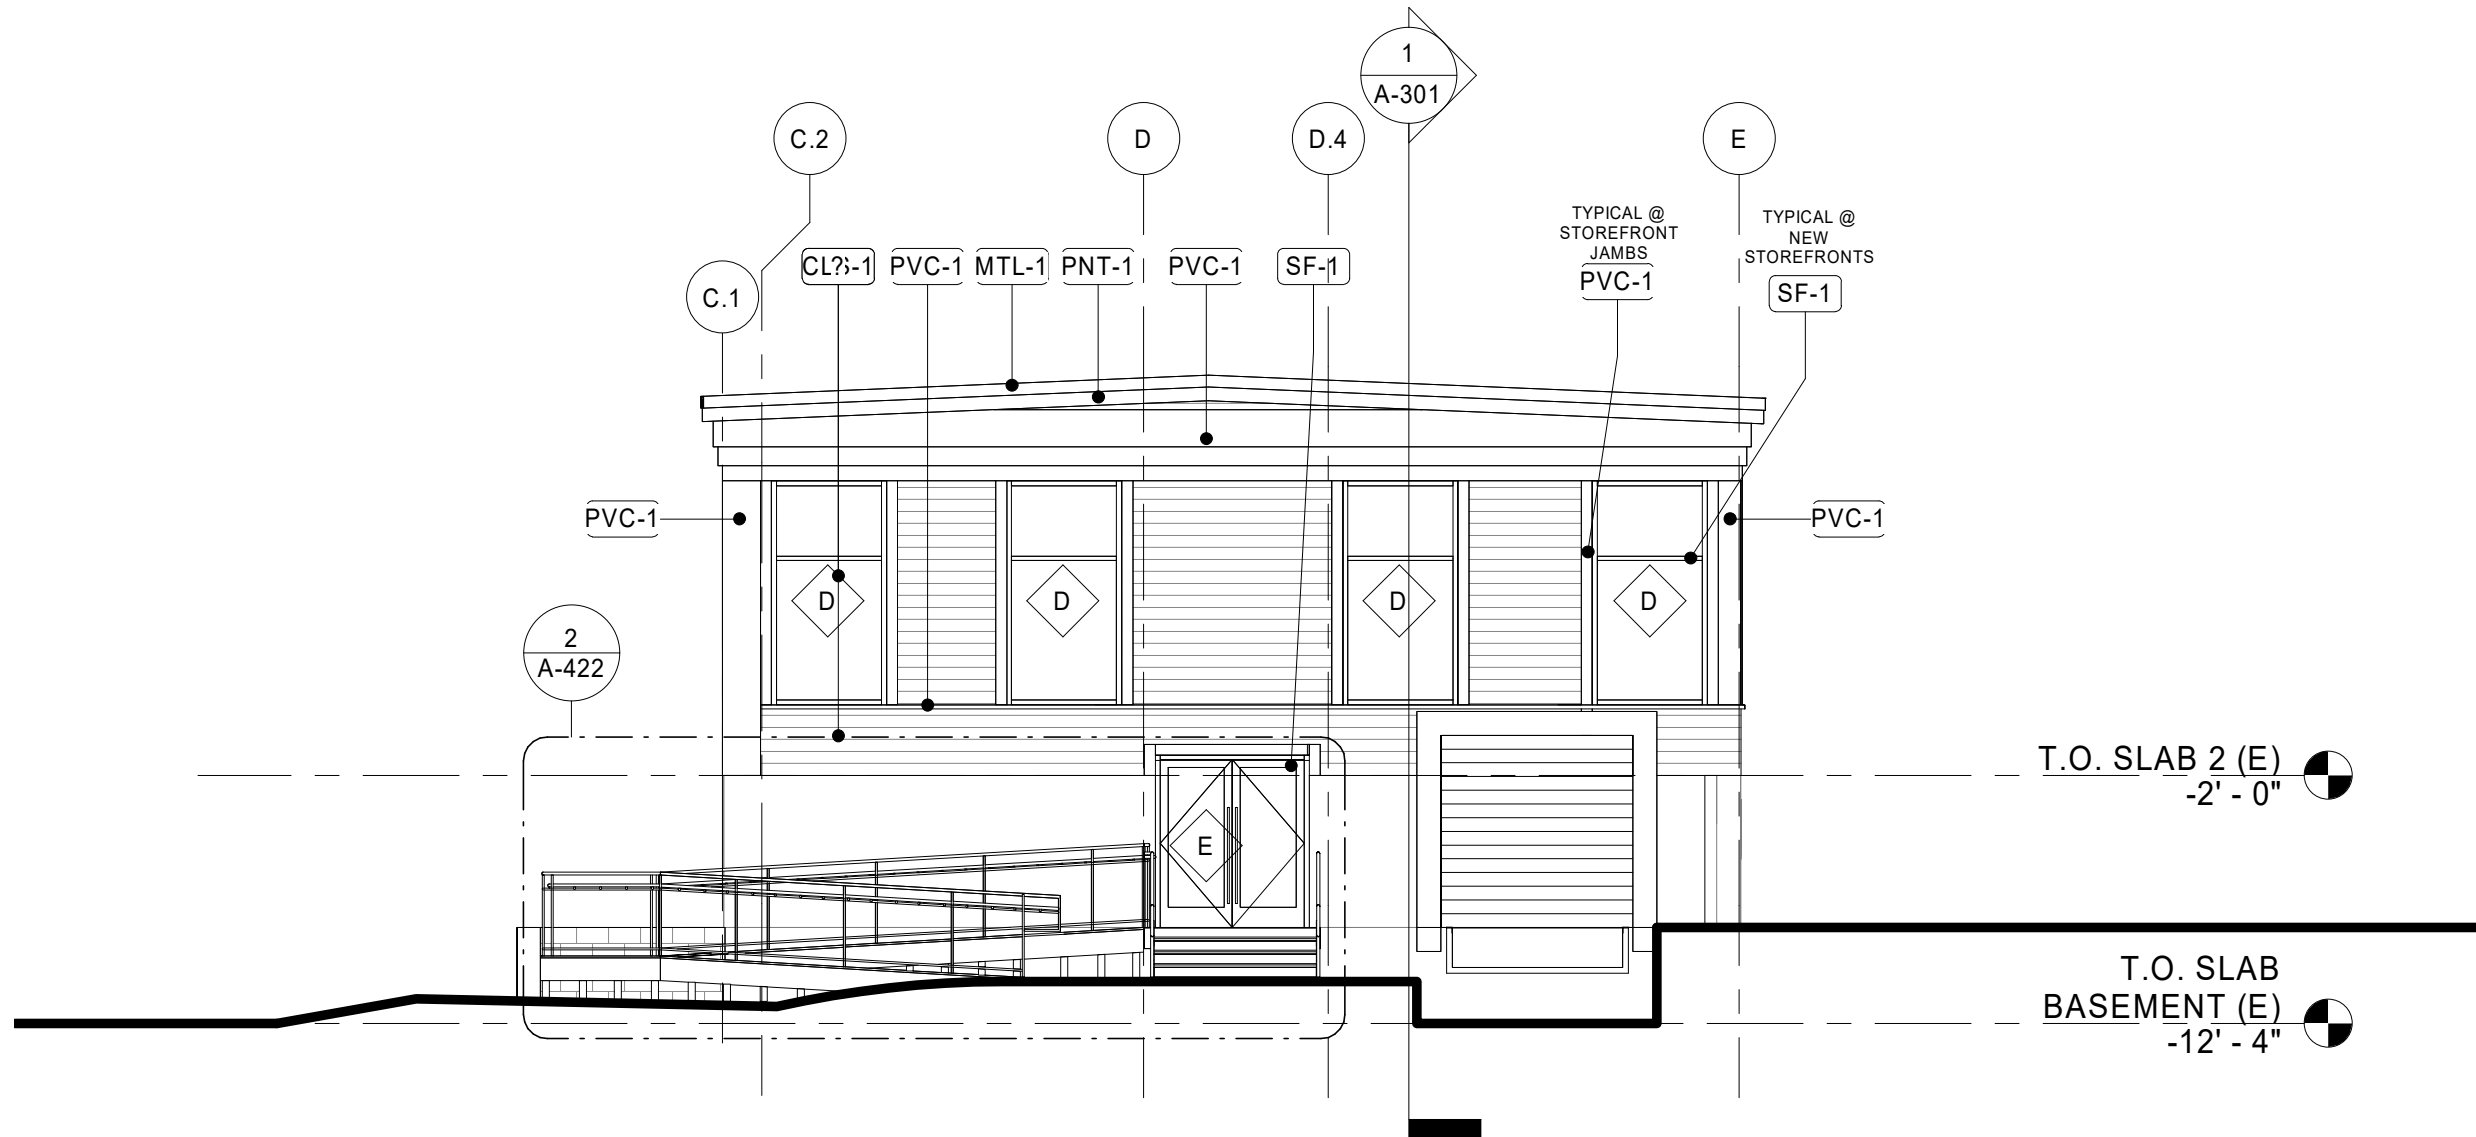 1
A-301
C.2
D
D.4
E
TYPICAL @
STOREFRONT
JAMBS
TYPICAL @
NEW
STOREFRONTS
PVC-1
MTL-1
PNT-1
PVC-1
SF-1
PVC-1
SF-1
C.1
PVC-1
PVC-1
D
D
D
D
2
A-422
T.O. SLAB 2 (E)
-2' - 0"
E
T.O. SLAB
BASEMENT (E)
-12' - 4"